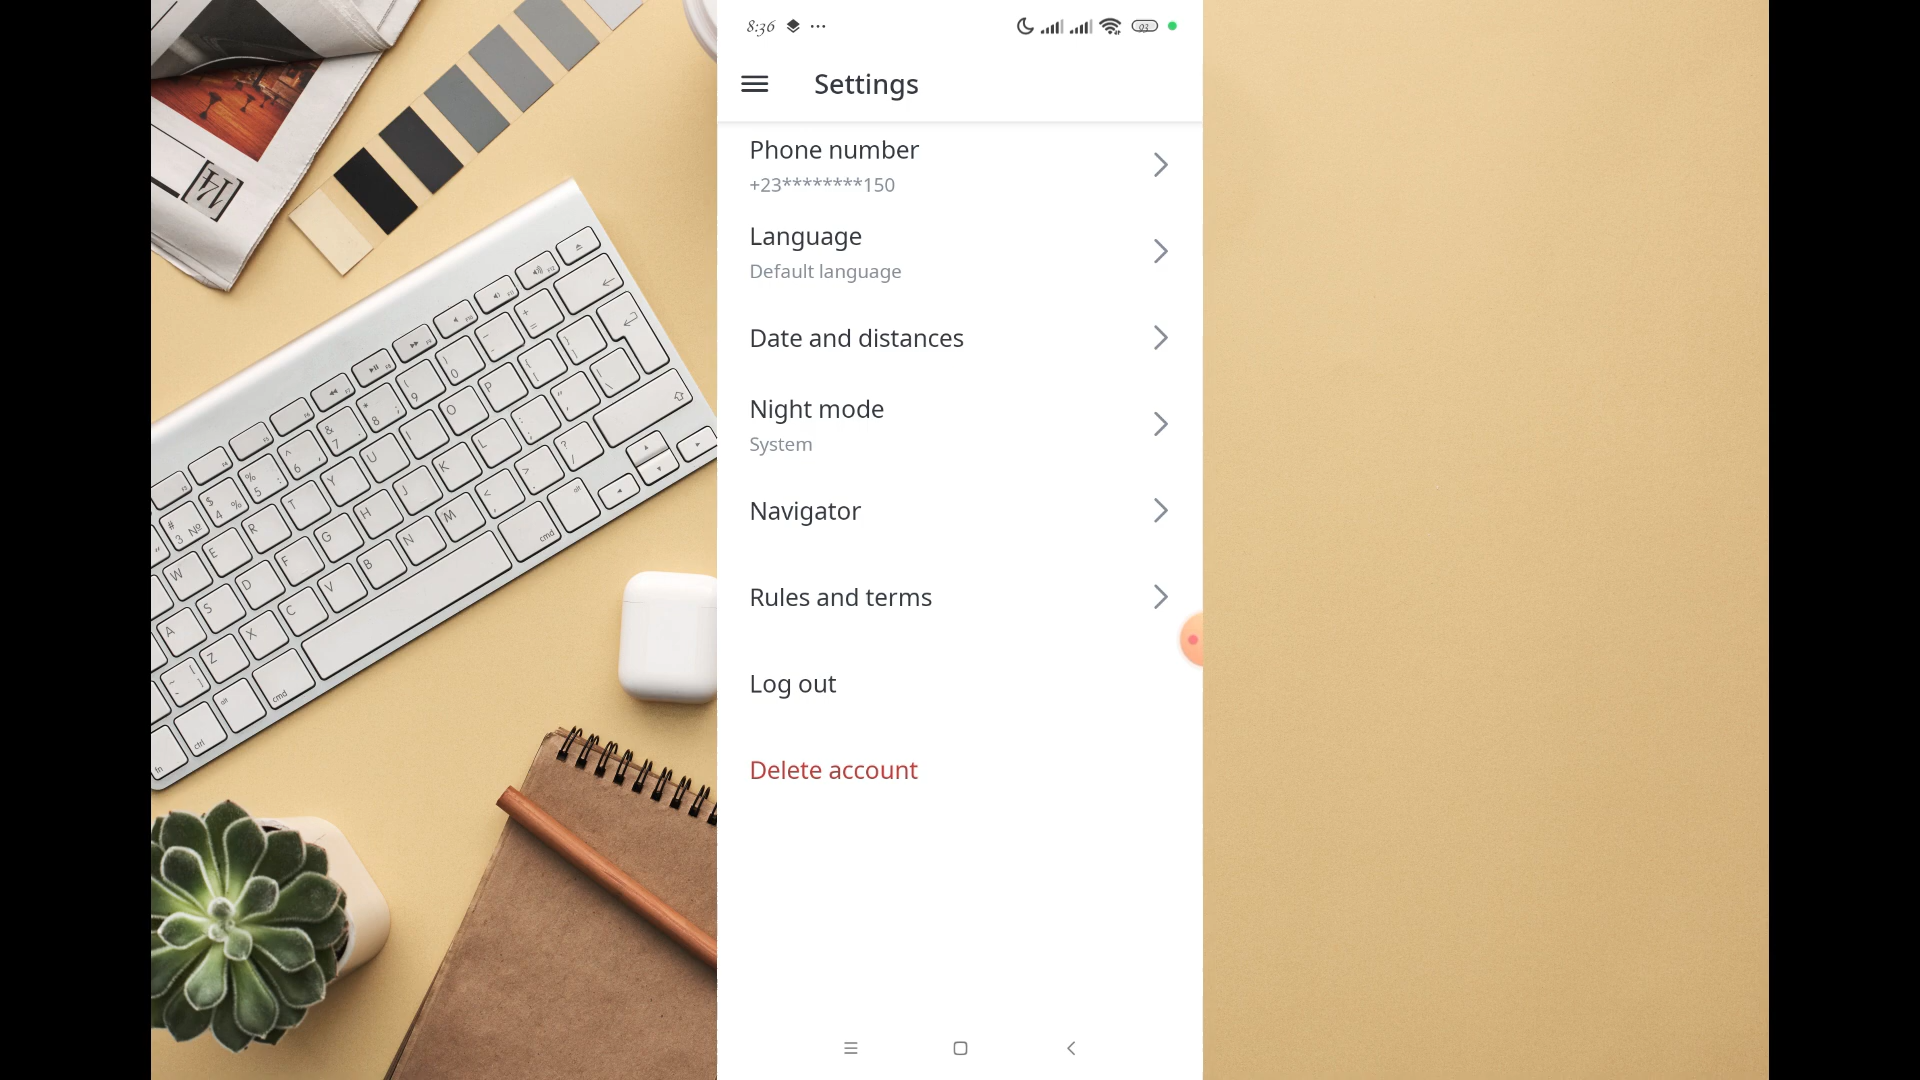 8:36
Settings
Phone number
+23********150
Language
Default language
Date and distances
Night mode
System
Navigator
Rules and terms
Log out
Delete account